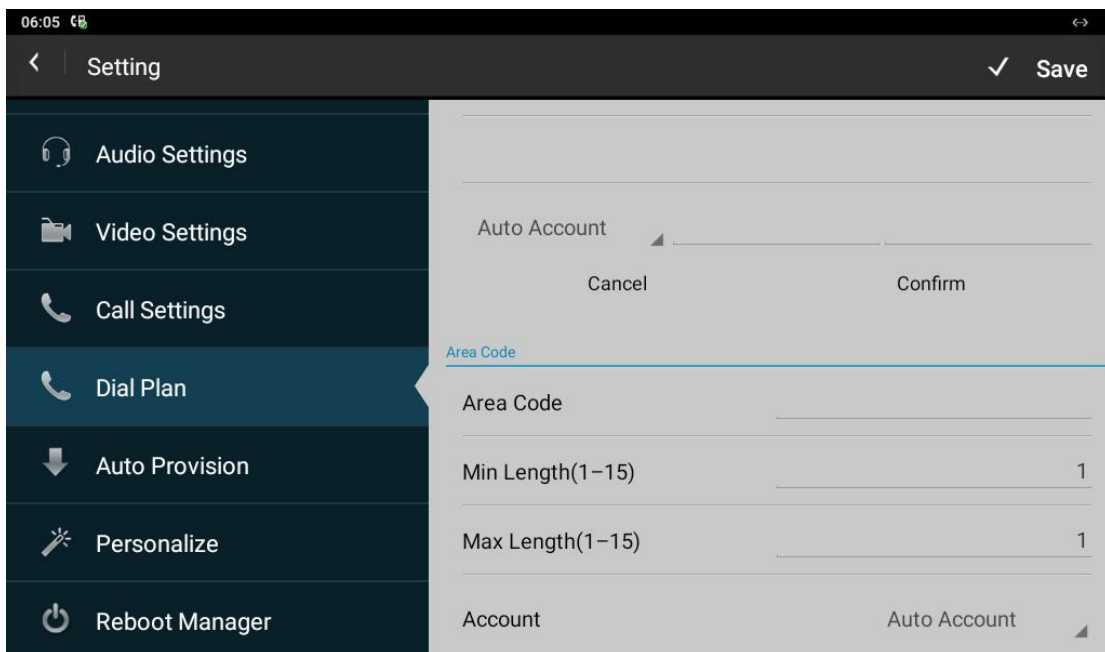 06:05
Setting
Save
Audio Settings
Video Settings
Call Settings
Dial Plan
Auto Provision
Personalize
Reboot Manager
Auto Account
Cancel Confirm
Area Code
Area Code
Min Length(1–15) 1
Max Length(1–15) 1
Account Auto Account